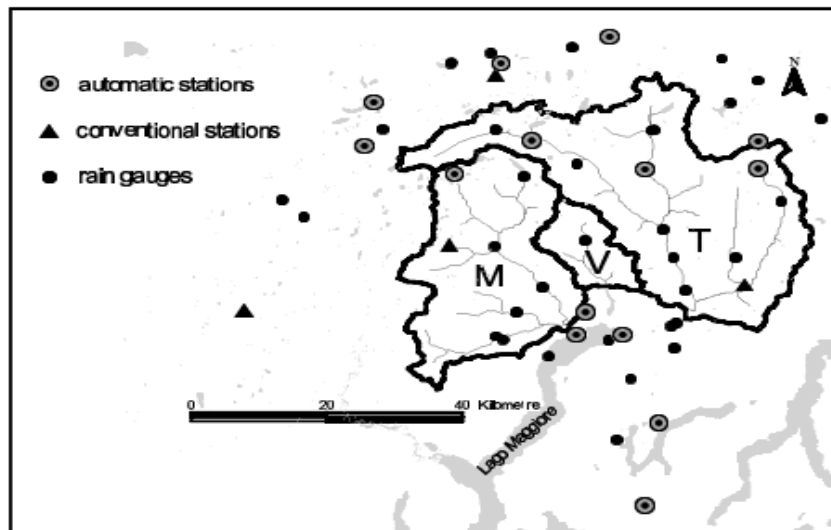 automatic stations
conventional stations
rain gauges
N
T
V
M
0 20 40 Kilometre
Lago Maggiore